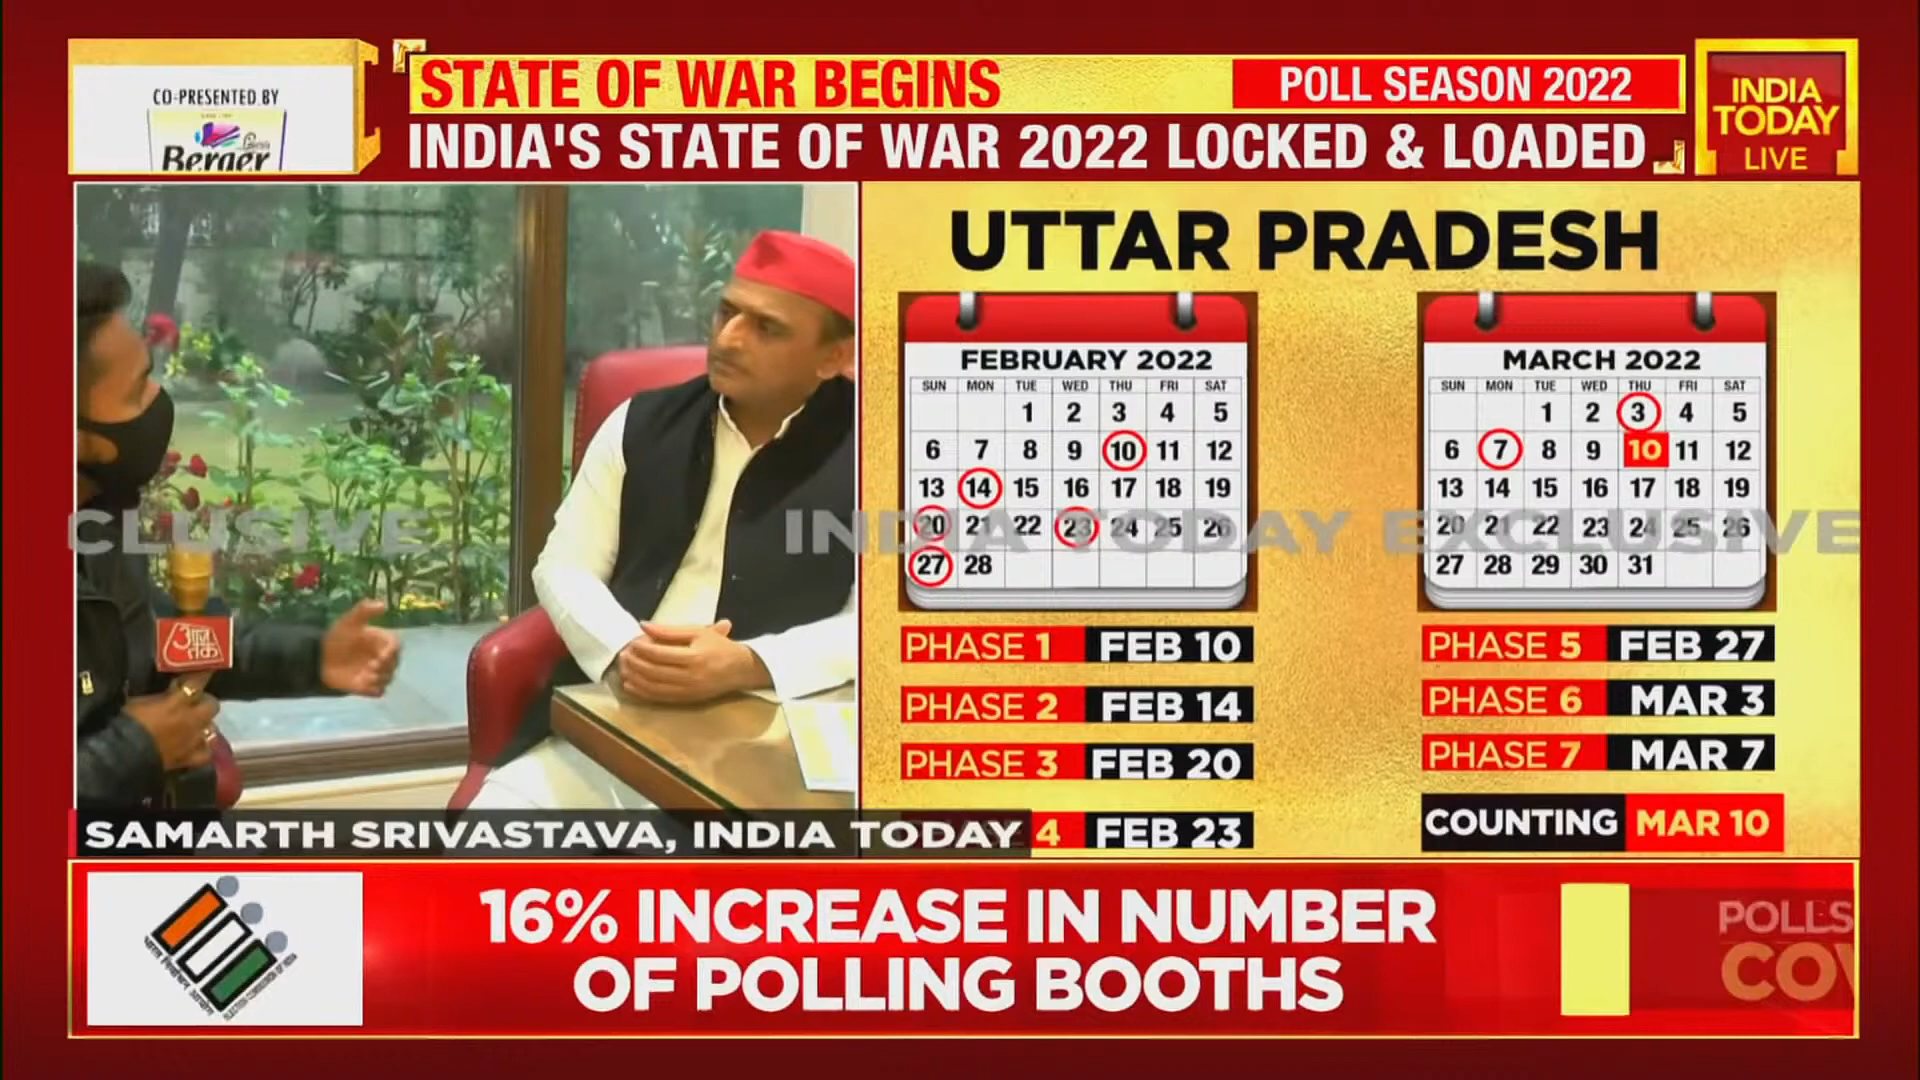 CO-PRESENTED BY
Berger
STATE OF WAR BEGINS
POLL SEASON 2022
INDIA'S STATE OF WAR 2022 LOCKED & LOADED
INDIA
TODAY
LIVE
UTTAR PRADESH
FEBRUARY 2022
SUN MON TUE WED THU FRI SAT
1 2 3 4 5
6 7 8 9 10 11 12
13 14 15 16 17 18 19
20 21 22 23 24 25 26
27 28
MARCH 2022
SUN MON TUE WED THU FRI SAT
1 2 3 4 5
6 7 8 9 10 11 12
13 14 15 16 17 18 19
20 21 22 23 24 25 26
27 28 29 30 31
CLUSIVE
INDIA TODAY EXCLUSIVE
आज
तक
PHASE 1 FEB 10
PHASE 2 FEB 14
PHASE 3 FEB 20
4 FEB 23
PHASE 5 FEB 27
PHASE 6 MAR 3
PHASE 7 MAR 7
COUNTING MAR 10
SAMARTH SRIVASTAVA, INDIA TODAY
16% INCREASE IN NUMBER
OF POLLING BOOTHS
POLLS